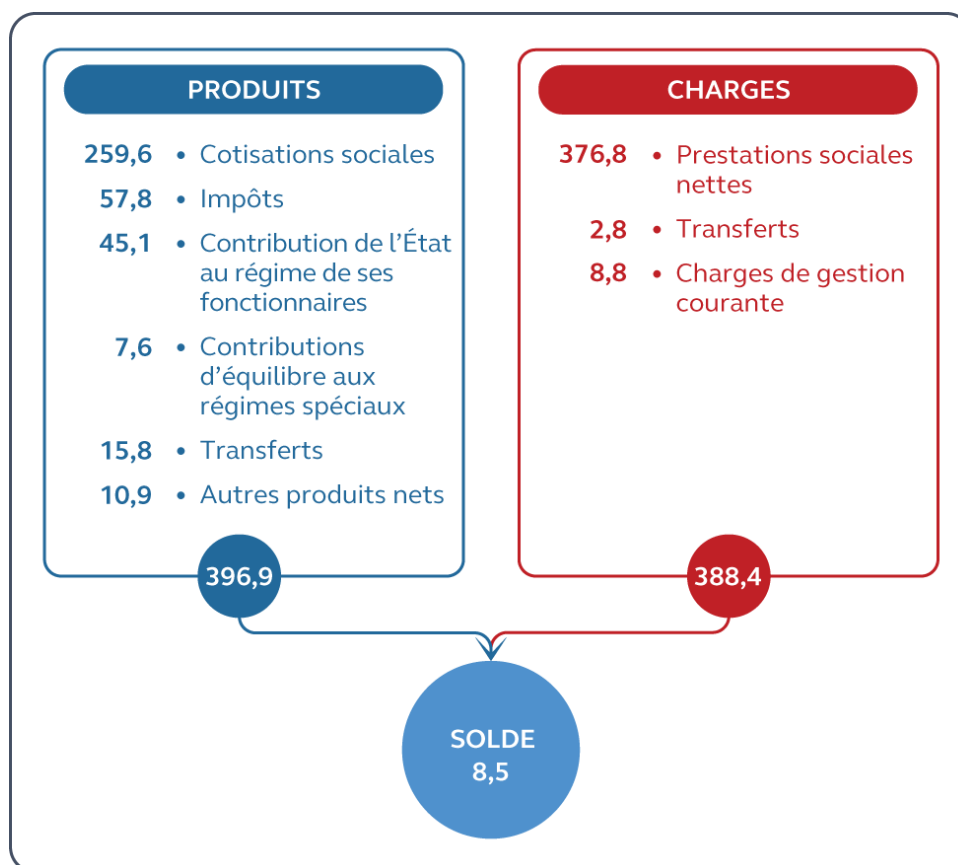 PRODUITS
259,6 • Cotisations sociales
57,8 • Impôts
45,1 • Contribution de l’État
au régime de ses
fonctionnaires
7,6 • Contributions
d’équilibre aux
régimes spéciaux
15,8 • Transferts
10,9 • Autres produits nets
396,9
CHARGES
376,8 • Prestations sociales
nettes
2,8 • Transferts
8,8 • Charges de gestion
courante
388,4
SOLDE
8,5